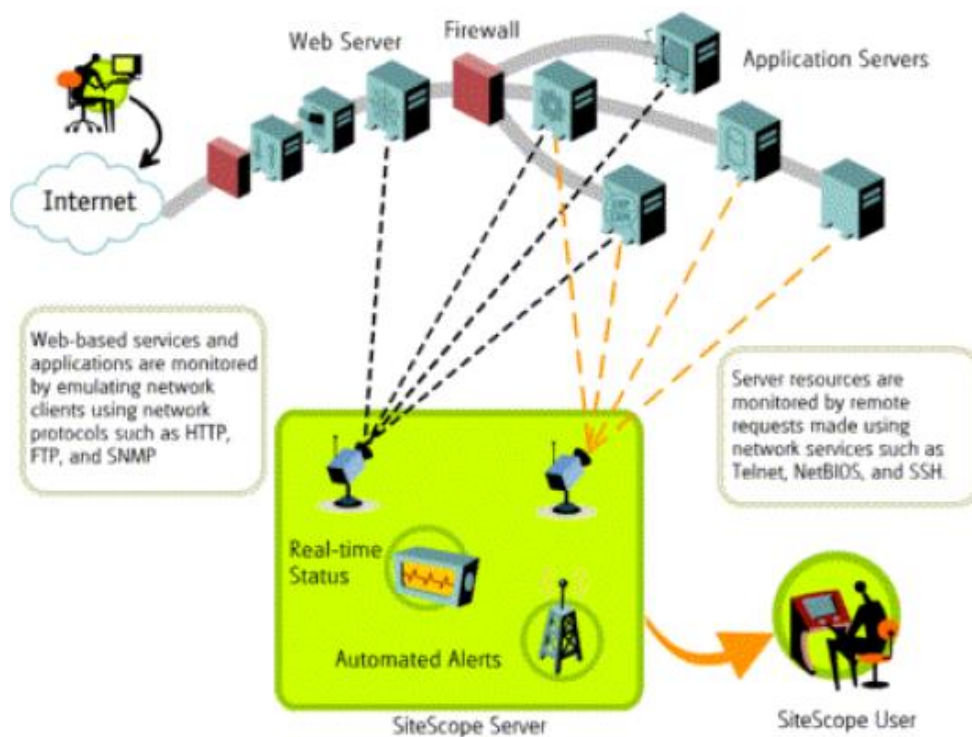 Web Server
Firewall
Application Servers
Internet
Web-based services and
applications are monitored
by emulating network
clients using network
protocols such as HTTP,
FTP, and SNMP
Server resources are
monitored by remote
requests made using
network services such as
Telnet, NetBIOS, and SSH.
Real-time
Status
Automated Alerts
SiteScope Server
SiteScope User